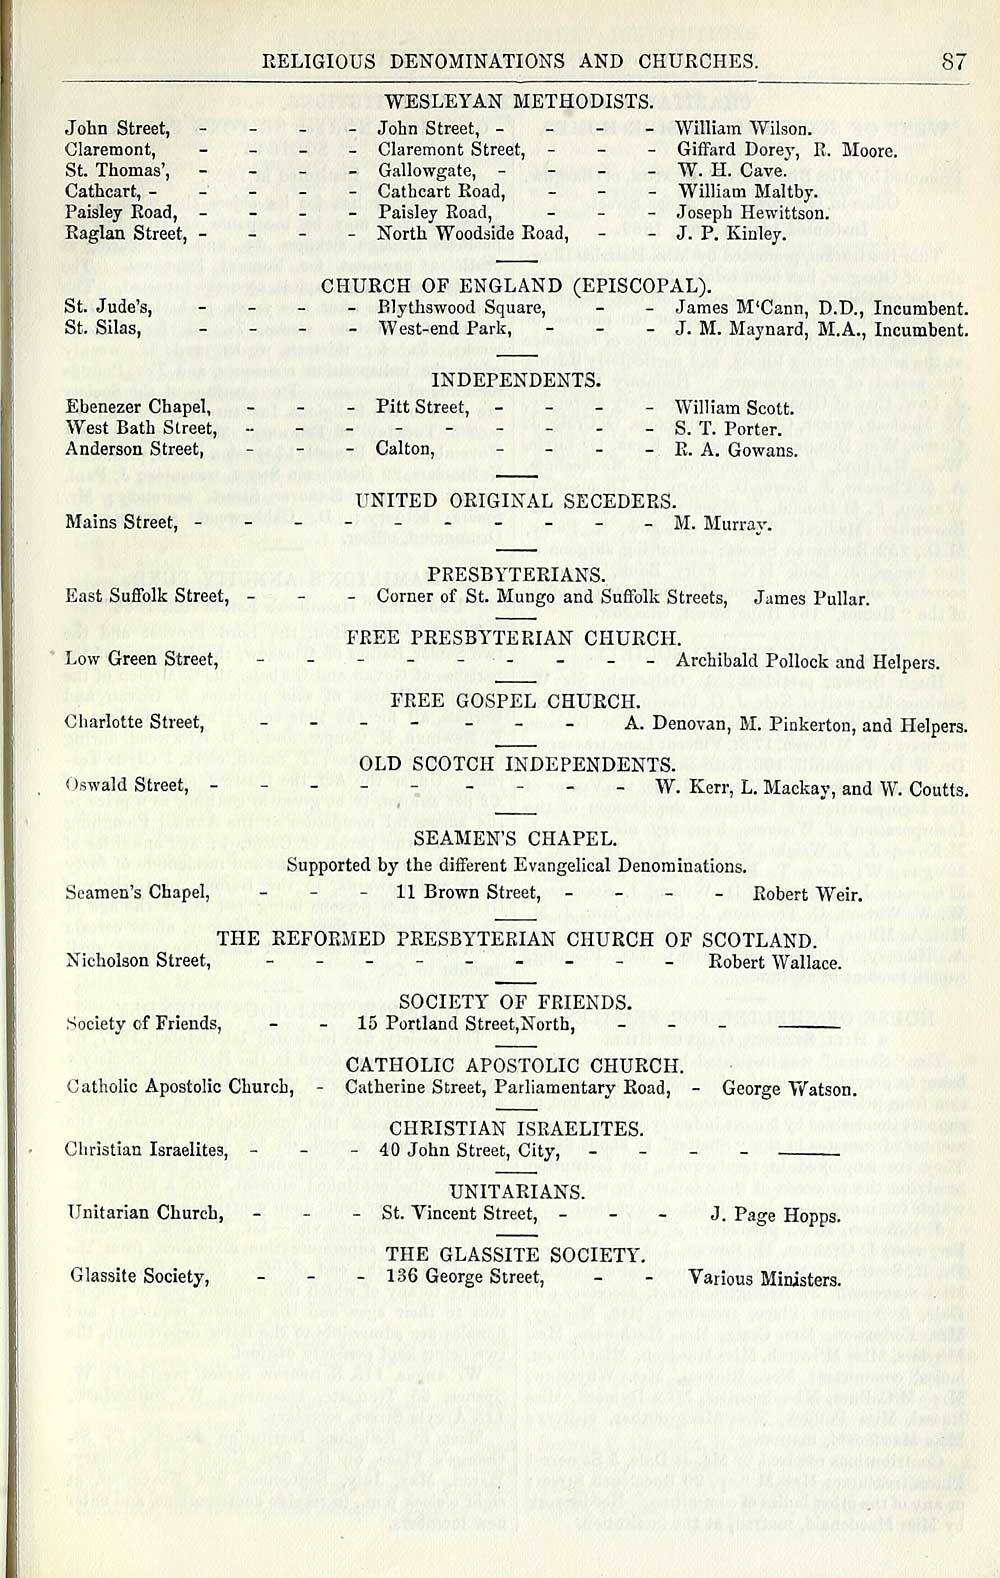 RELIGIOUS DENOMINATIONS AND CHURCHES. 87
WESLEYAN METHODISTS.
John Street, - - - - John Street, - - - - William Wilson.
Claremont, - - - - Claremont Street, - - - Giffard Dorey, R. Moore.
St. Thomas', - - - - Gallowgate, - - - - W. H. Cave.
Cathcart, - - - - - Cathcart Road, - - - William Maltby.
Paisley Road, - - - - Paisley Road, - - - Joseph Hewittson.
Raglan Street, - - - - North Woodside Road, - - J. P. Kinley.
CHURCH OF ENGLAND (EPISCOPAL).
St. Jude's, - - - - Blythswood Square, - - James M'Cann, D.D., Incumbent.
St. Silas, - - - - West-end Park, - - - J. M. Maynard, M.A., Incumbent.
INDEPENDENTS.
Ebenezer Chapel, - - - Pitt Street, - - - - William Scott.
West Bath Street, - - - - - - - - - S. T. Porter.
Anderson Street, - - Calton, - - - - R. A. Gowans.
UNITED ORIGINAL SECEDERS.
Mains Street, - - - - - - - - - - M. Murray.
PRESBYTERIANS.
East Suffolk Street, - - - Corner of St. Mungo and Suffolk Streets, James Pullar.
FREE PRESBYTERIAN CHURCH.
Low Green Street, - - - - - - - - - Archibald Pollock and Helpers.
FREE GOSPEL CHURCH.
Charlotte Street, - - - - - - - A. Denovan, M. Pinkerton, and Helpers.
OLD SCOTCH INDEPENDENTS.
Oswald Street, - - - - - - - - - W. Kerr, L. Mackay, and W. Coutts.
SEAMEN'S CHAPEL.
Supported by the different Evangelical Denominations.
Seamen's Chapel, - - 11 Brown Street, - - - - Robert Weir.
THE REFORMED PRESBYTERIAN CHURCH OF SCOTLAND.
Nicholson Street, - - - - - - - - - Robert Wallace.
SOCIETY OF FRIENDS.
Society of Friends, - - 15 Portland Street, North, - - - ———
CATHOLIC APOSTOLIC CHURCH.
Catholic Apostolic Church, - Catherine Street, Parliamentary Road, - George Watson.
CHRISTIAN ISRAELITES.
Christian Israelites, - - - 40 John Street, City, - - - - ———
UNITARIANS.
Unitarian Church, - - - St. Vincent Street, - - - J. Page Hopps.
THE GLASSITE SOCIETY.
Glassite Society, - - - 136 George Street, - - Various Ministers.